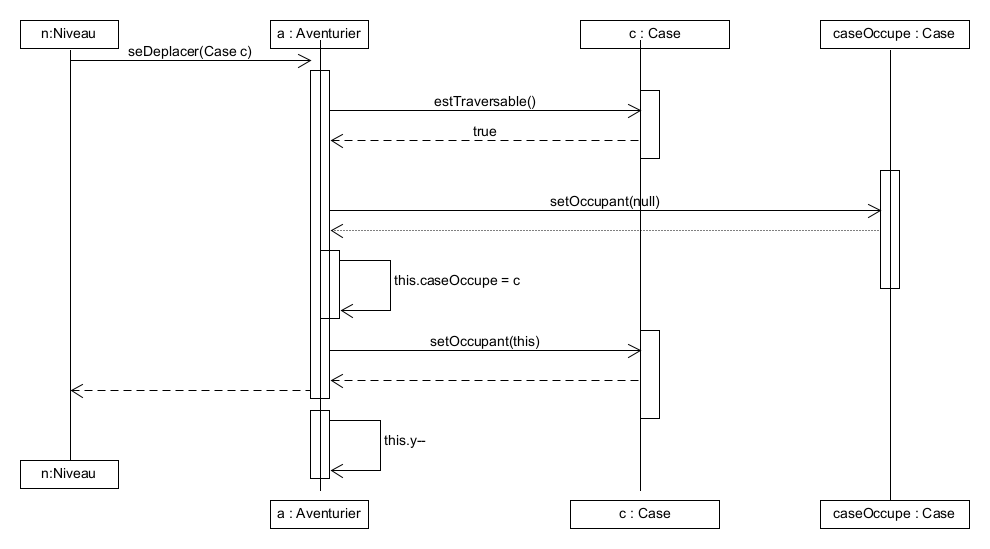 n:Niveau
a : Aventurier
c : Case
caseOccupe : Case
seDeplacer(Case c)
estTraversable()
true
setOccupant(null)
this.caseOccupe = c
setOccupant(this)
this.y--
n:Niveau
a : Aventurier
c : Case
caseOccupe : Case